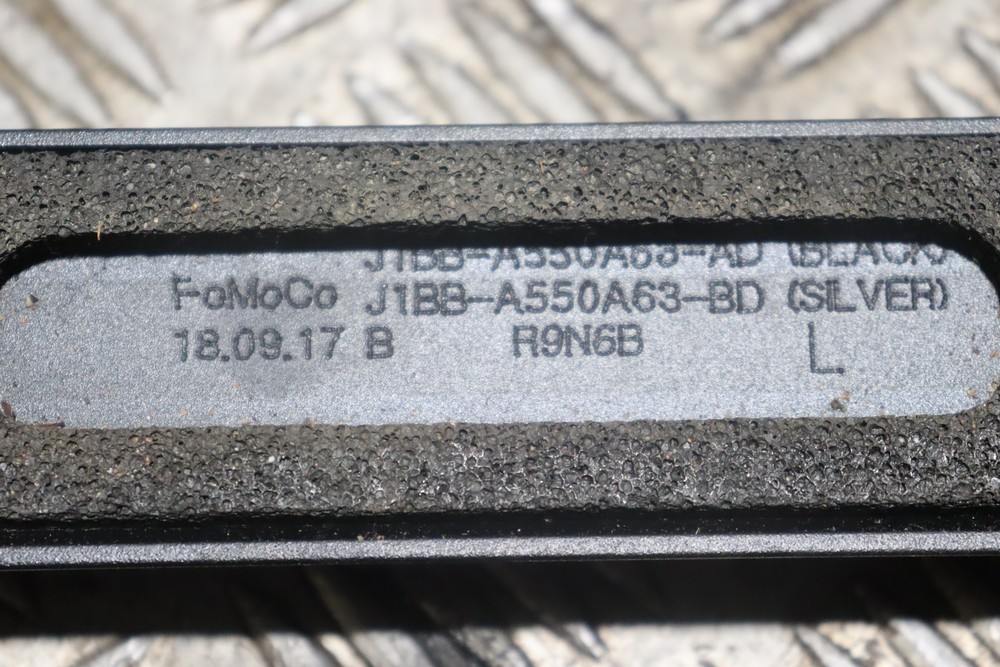 J1BB-A550A63-AD (BLACK)
FoMoCo J1BB-A550A63-BD (SILVER)
18.09.17 B R9N6B L